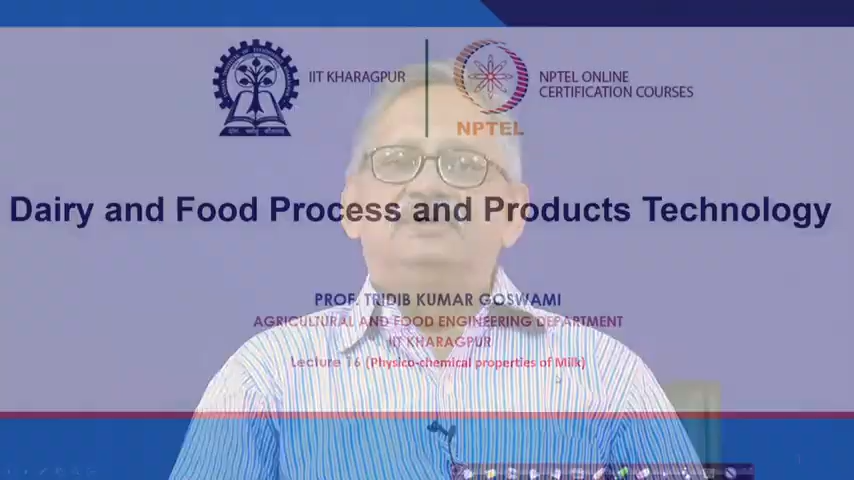 IIT KHARAGPUR
NPTEL ONLINE
CERTIFICATION COURSES
NPTEL
Dairy and Food Process and Products Technology
PROF. TRIDIB KUMAR GOSWAMI
AGRICULTURAL AND FOOD ENGINEERING DEPARTMENT
IIT KHARAGPUR
Lecture 16 (Physico-chemical properties of Milk)